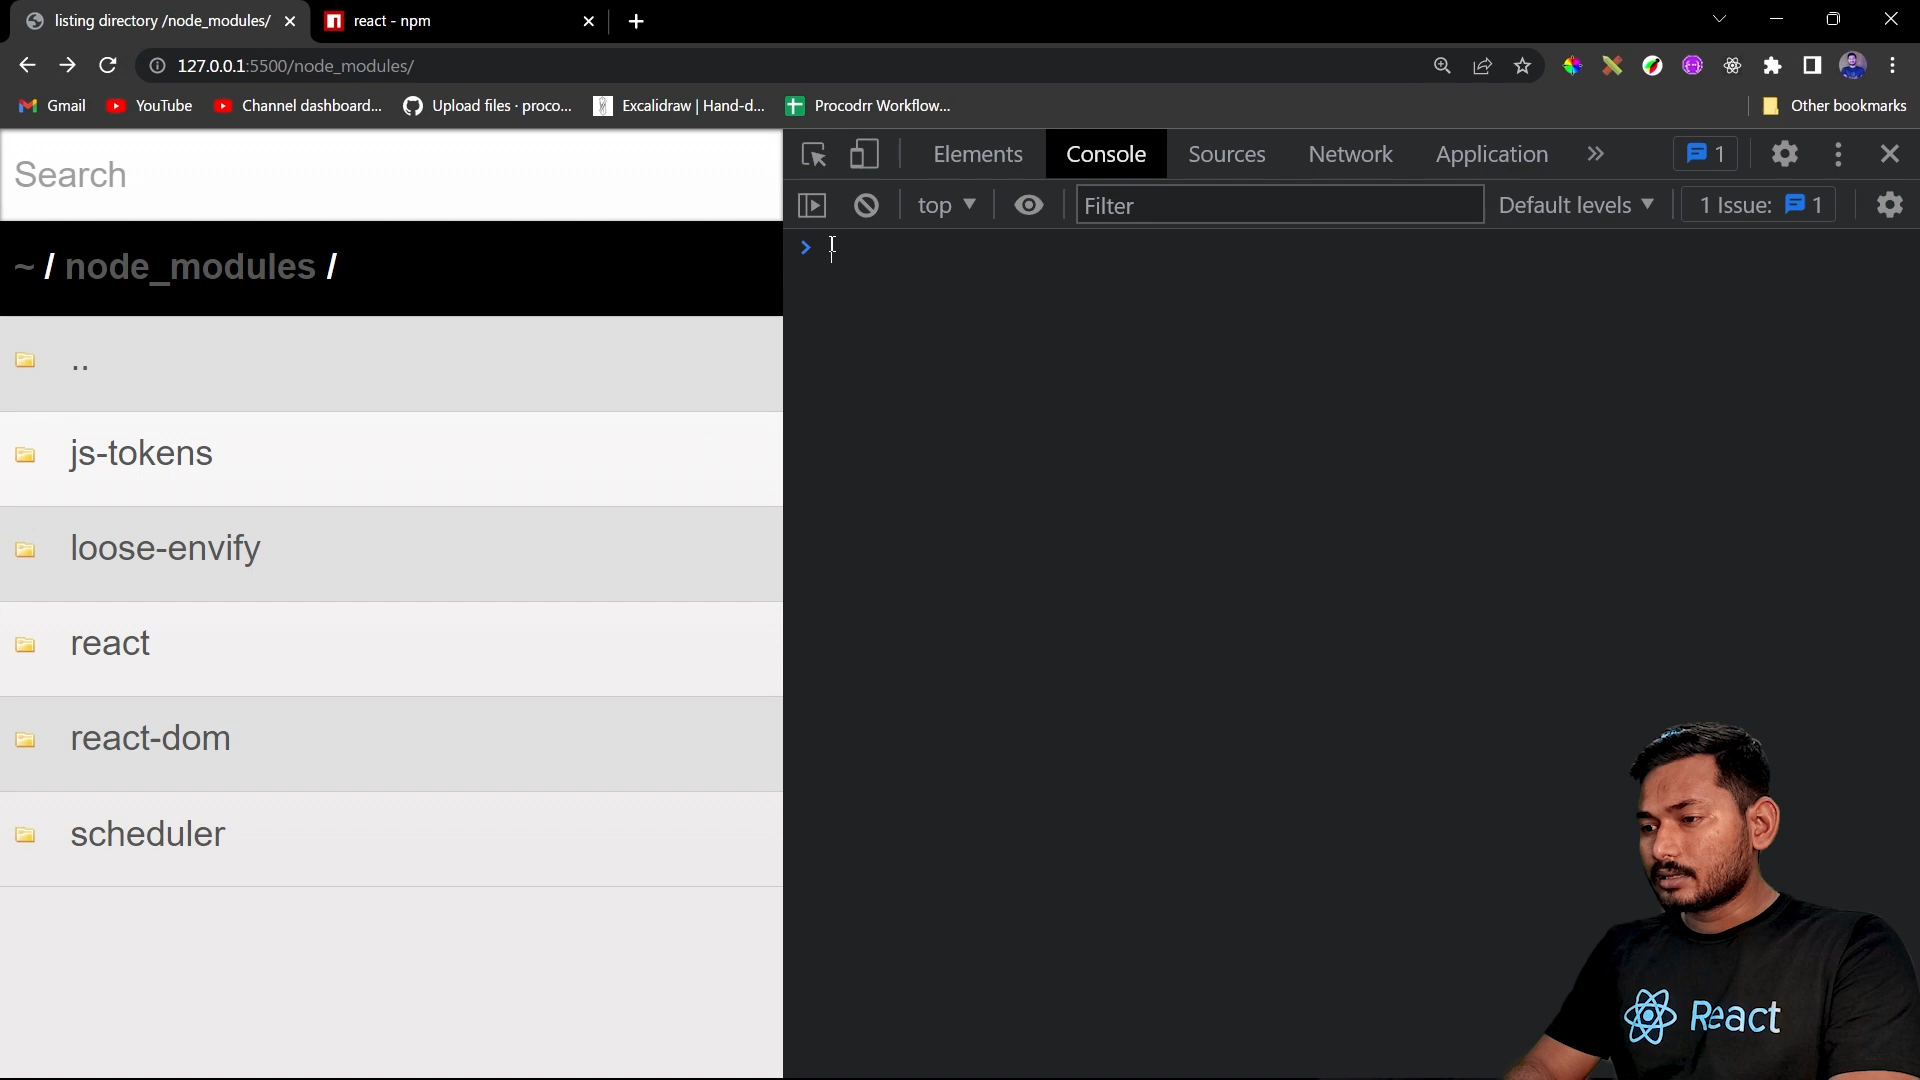 listing directory /node_modules/
react - npm
127.0.0.1:5500/node_modules/
Gmail
YouTube
Channel dashboard...
Upload files · proco...
Excalidraw | Hand-d...
Procodrr Workflow...
Other bookmarks
Search
~ / node_modules /
..
js-tokens
loose-envify
react
react-dom
scheduler
Elements
Console
Sources
Network
Application
1
top
Filter
Default levels
1 Issue: 1
React